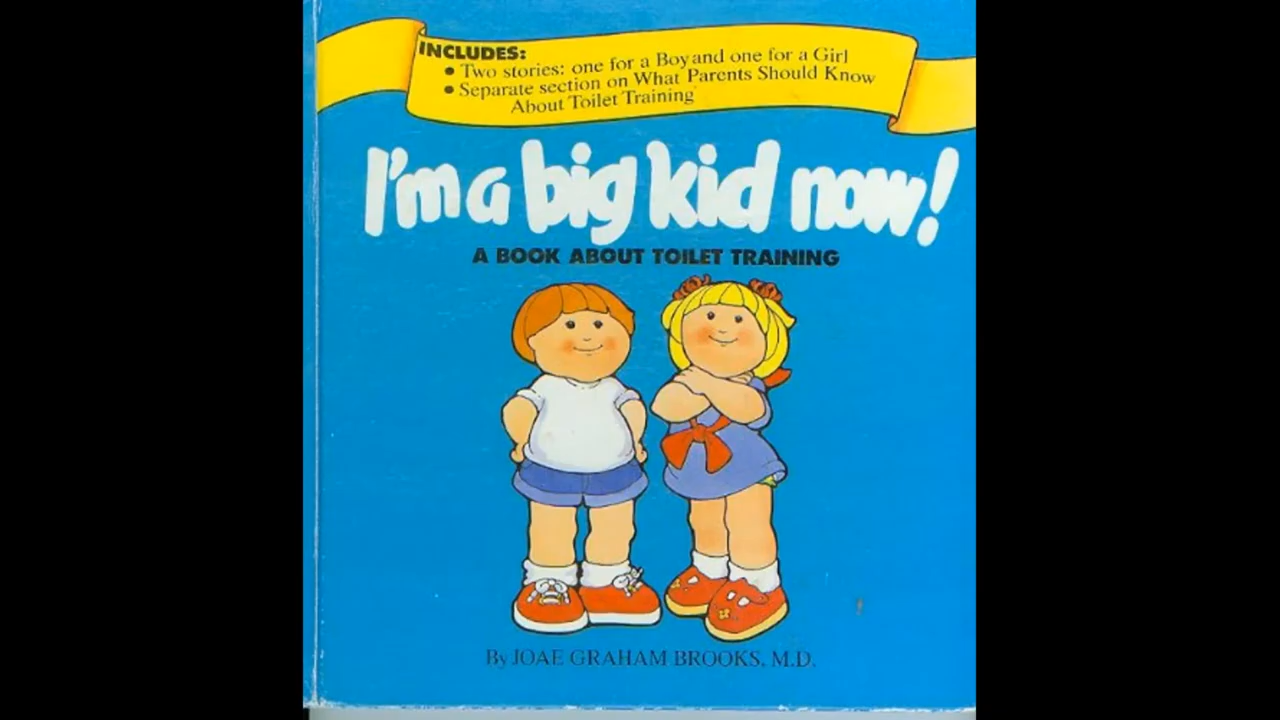 INCLUDES:
• Two stories: one for a Boy and one for a Girl
• Separate section on What Parents Should Know
About Toilet Training
I'm a big kid now!
A BOOK ABOUT TOILET TRAINING
By JOAE GRAHAM BROOKS, M.D.